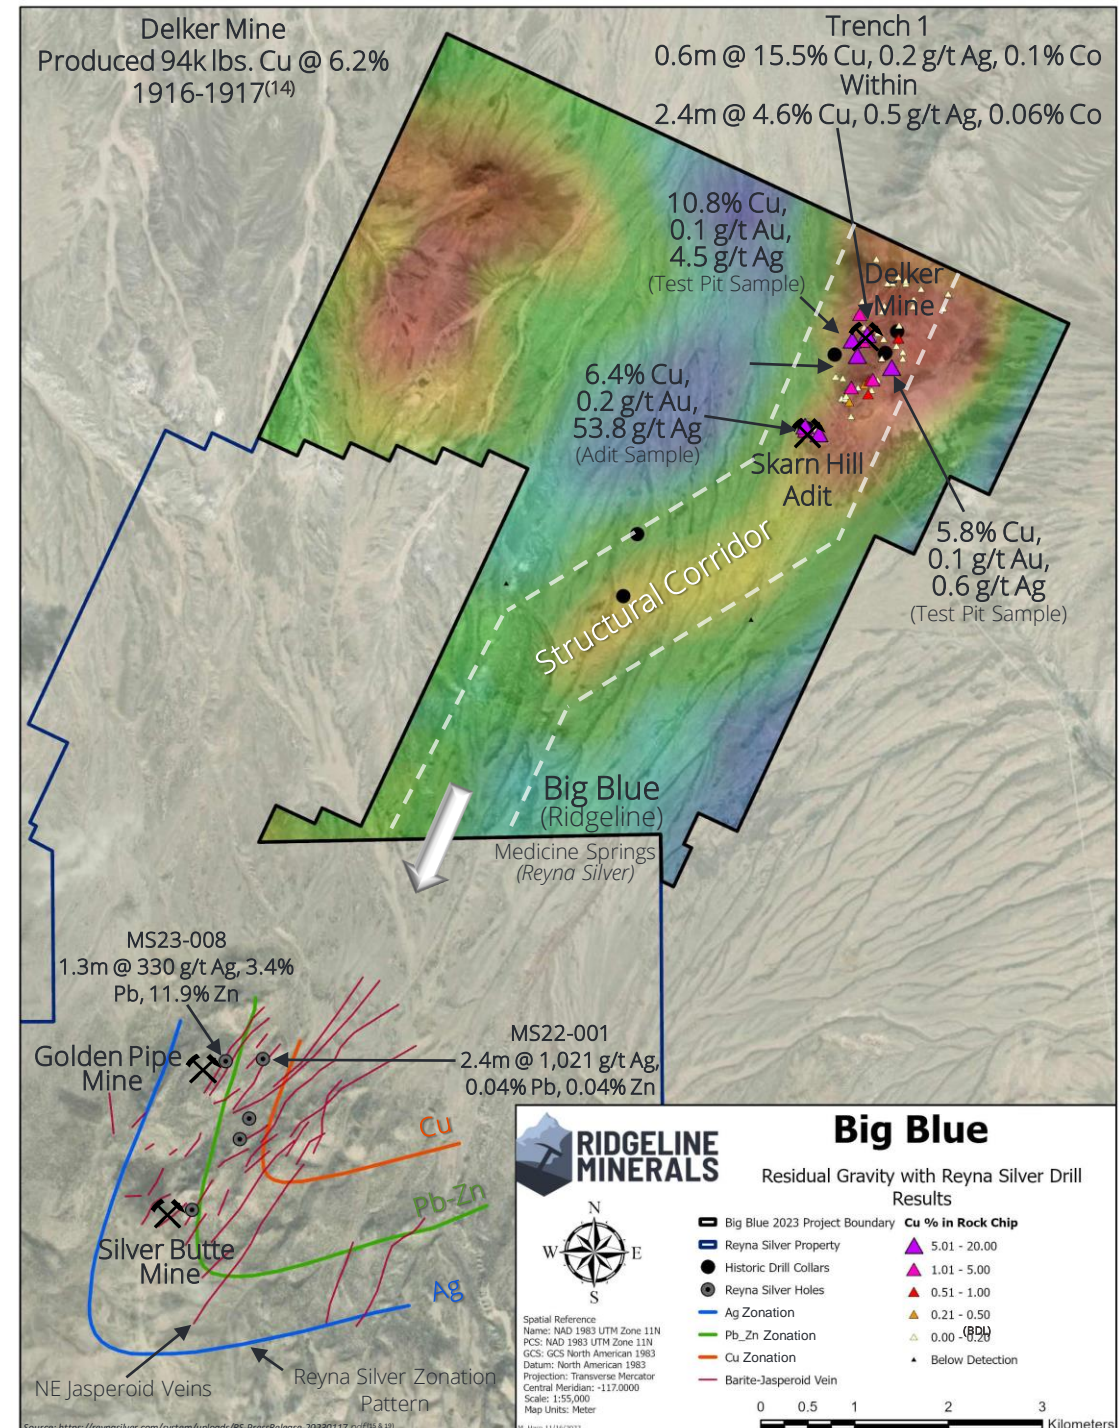 Delker Mine
Produced 94k lbs. Cu @ 6.2%
1916-1917(14)
Trench 1
0.6m @ 15.5% Cu, 0.2 g/t Ag, 0.1% Co
Within
2.4m @ 4.6% Cu, 0.5 g/t Ag, 0.06% Co
10.8% Cu,
0.1 g/t Au,
4.5 g/t Ag
(Test Pit Sample)
Delker
Mine
6.4% Cu,
0.2 g/t Au,
53.8 g/t Ag
(Adit Sample)
Skarn Hill
Adit
5.8% Cu,
0.1 g/t Au,
0.6 g/t Ag
(Test Pit Sample)
Structural Corridor
Big Blue
(Ridgeline)
Medicine Springs
(Reyna Silver)
MS23-008
1.3m @ 330 g/t Ag, 3.4%
Pb, 11.9% Zn
Golden Pipe
Mine
MS22-001
2.4m @ 1,021 g/t Ag,
0.04% Pb, 0.04% Zn
Cu
Pb-Zn
Ag
Silver Butte
Mine
NE Jasperoid Veins
Reyna Silver Zonation
Pattern
RIDGELINE
MINERALS
Big Blue
Residual Gravity with Reyna Silver Drill
Results
N
W E
S
Spatial Reference
Name: NAD 1983 UTM Zone 11N
PCS: NAD 1983 UTM Zone 11N
GCS: GCS North American 1983
Datum: North American 1983
Projection: Transverse Mercator
Central Meridian: -117.0000
Scale: 1:55,000
Map Units: Meter
Big Blue 2023 Project Boundary
Reyna Silver Property
Historic Drill Collars
Reyna Silver Holes
Ag Zonation
Pb_Zn Zonation
Cu Zonation
Barite-Jasperoid Vein
Cu % in Rock Chip
5.01 - 20.00
1.01 - 5.00
0.51 - 1.00
0.21 - 0.50
0.00 - 0.20
(BDL)
Below Detection
0 0.5 1 2 3
Kilometers